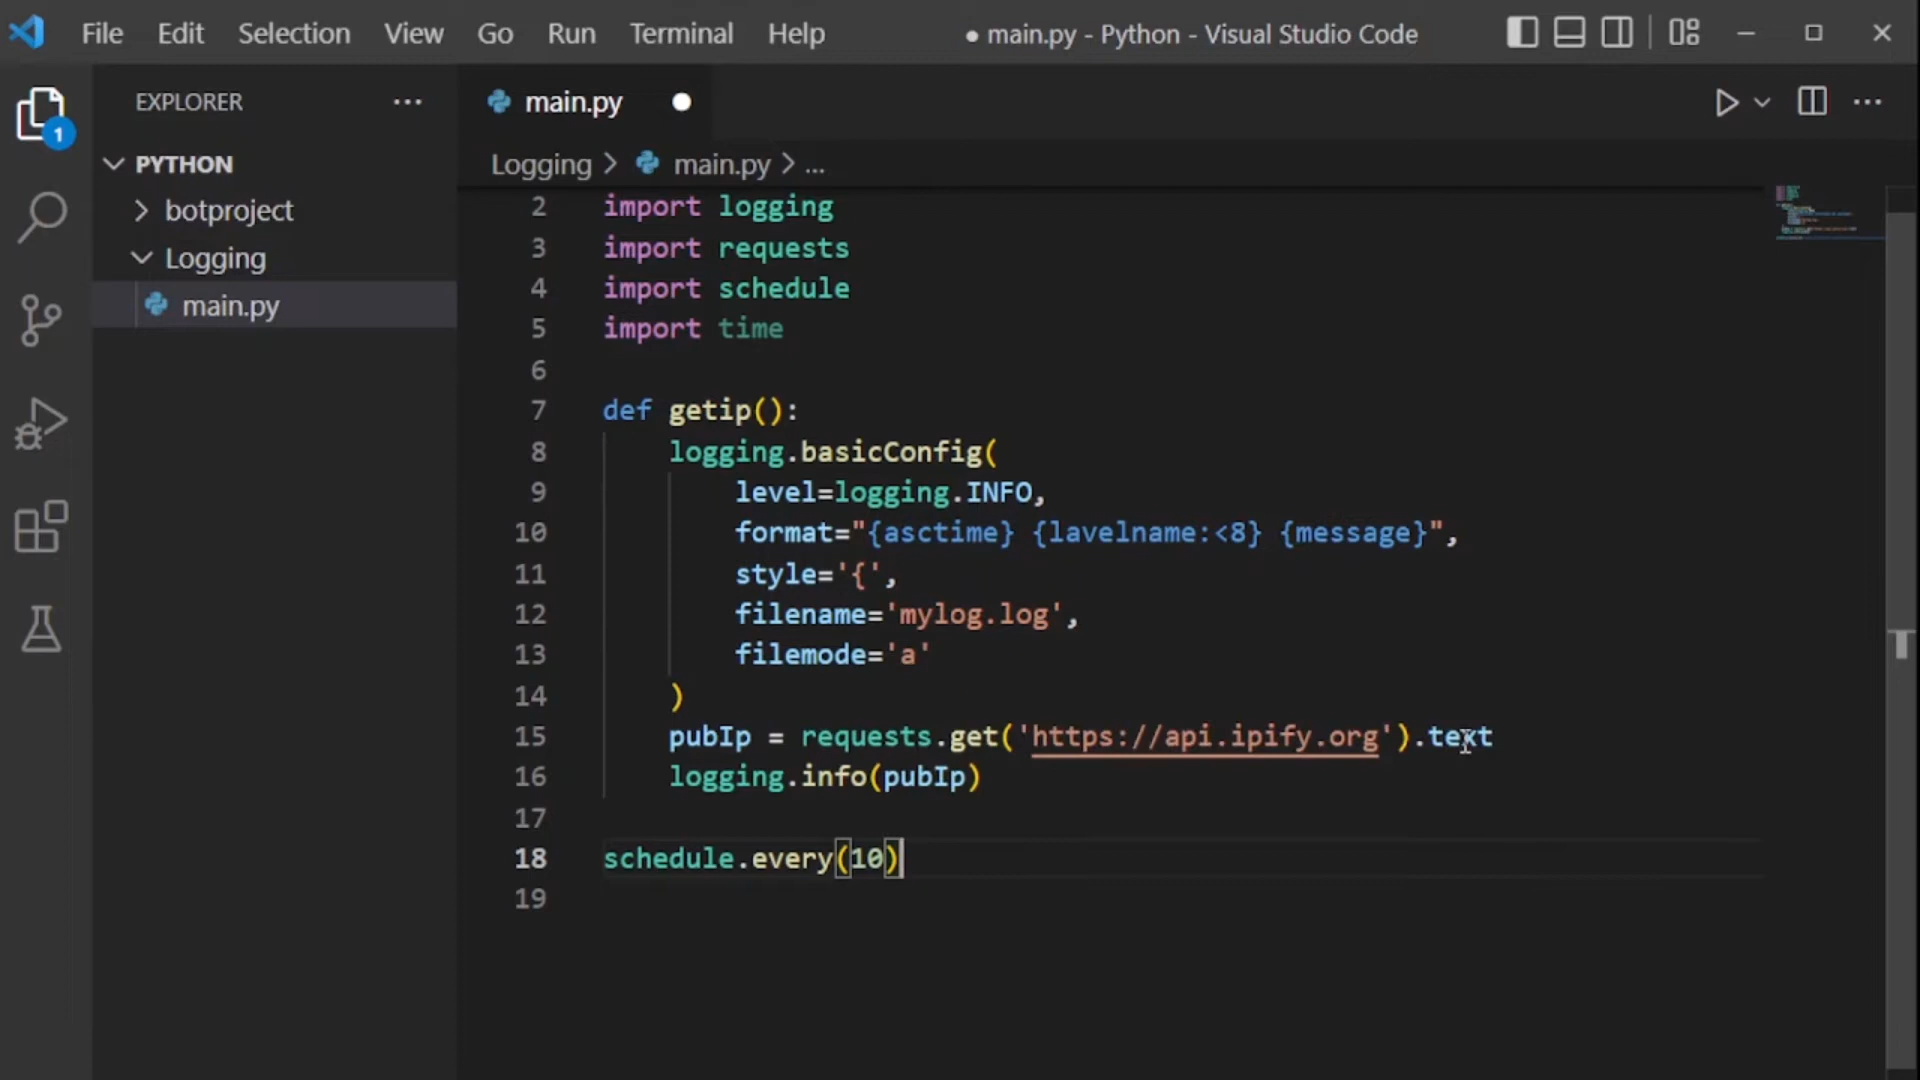 File Edit Selection View Go Run Terminal Help ● main.py - Python - Visual Studio Code
EXPLORER ...
main.py
1
PYTHON
Logging > main.py > ...
botproject
Logging
main.py
2 import logging
3 import requests
4 import schedule
5 import time
6
7 def getip():
8 logging.basicConfig(
9 level=logging.INFO,
10 format="{asctime} {lavelname:<8} {message}",
11 style='{',
12 filename='mylog.log',
13 filemode='a'
14 )
15 pubIp = requests.get('https://api.ipify.org').text
16 logging.info(pubIp)
17
18 schedule.every(10)
19